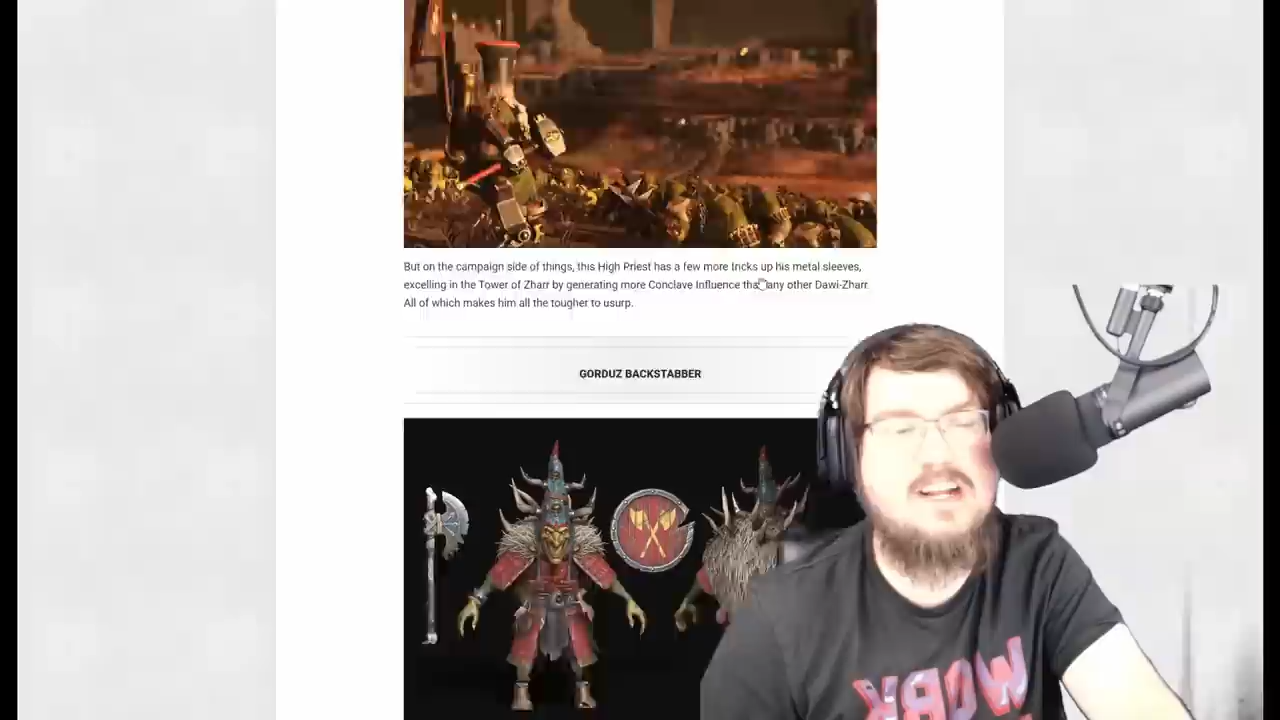 But on the campaign side of things, this High Priest has a few more tricks up his metal sleeves,
excelling in the Tower of Zharr by generating more Conclave Influence than any other Dawi-Zharr.
All of which makes him all the tougher to usurp.
GORDUZ BACKSTABBER
WORK